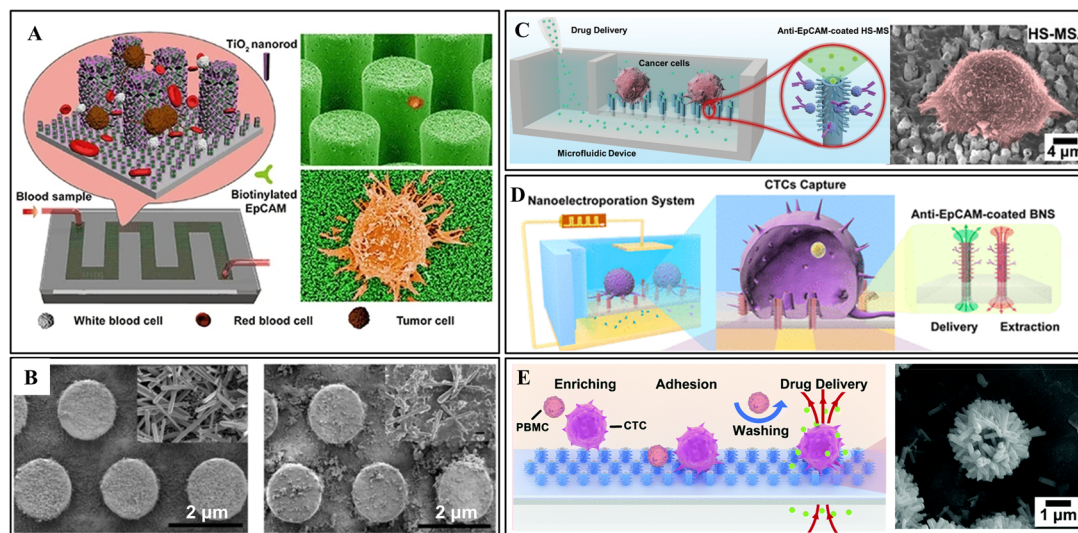 A
TiO₂ nanorod
Blood sample
Biotinylated
EpCAM
White blood cell
Red blood cell
Tumor cell
B
2 μm
2 μm
C
Drug Delivery
Cancer cells
Microfluidic Device
Anti-EpCAM-coated HS-MS
HS-MSA
4 μm
D
Nanoelectroporation System
CTCs Capture
Anti-EpCAM-coated BNS
Delivery
Extraction
E
Enriching
Adhesion
Drug Delivery
PBMC
CTC
Washing
1 μm